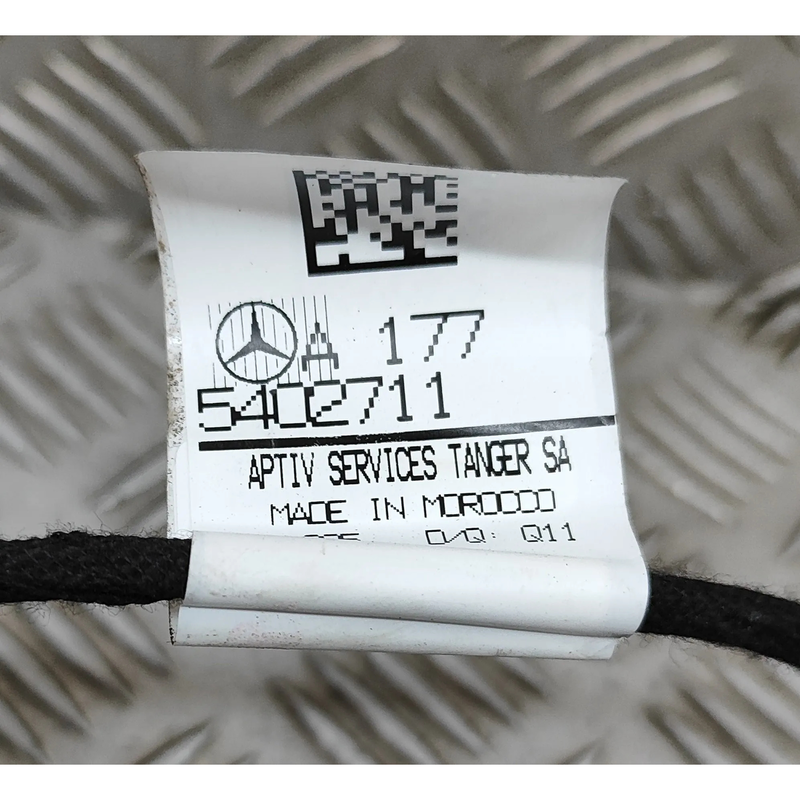 A 177
5402711
APTIV SERVICES TANGER SA
MADE IN MOROCCO
D/Q: Q11